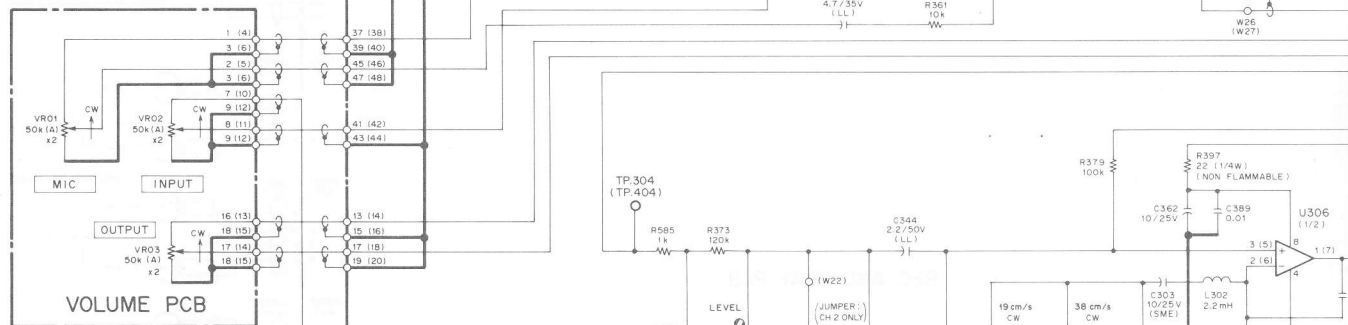 4.7/35V
(LL)
R361
10k
W26
(W27)
1 (4)
3 (6)
2 (5)
3 (6)
7 (10)
9 (12)
8 (11)
9 (12)
37 (38)
39 (40)
45 (46)
47 (48)
41 (42)
43 (44)
VR01
50k(A)
x2
CW
VR02
50k(A)
x2
CW
MIC
INPUT
OUTPUT
16 (13)
18 (15)
17 (14)
18 (15)
13 (14)
15 (16)
17 (18)
19 (20)
VR03
50k (A)
x2
CW
VOLUME PCB
TP.304
(TP.404)
R585
1k
R373
120k
C344
2.2/50V
(LL)
(W22)
LEVEL
(JUMPER:
CH 2 ONLY)
R379
100k
R397
22 (1/4W)
(NON FLAMMABLE)
C362
10/25V
C389
0.01
U306
(1/2)
3 (5)
2 (6)
+
−
8
4
1 (7)
19 cm/s
CW
38 cm/s
CW
C303
10/25V
(SME)
L302
2.2mH